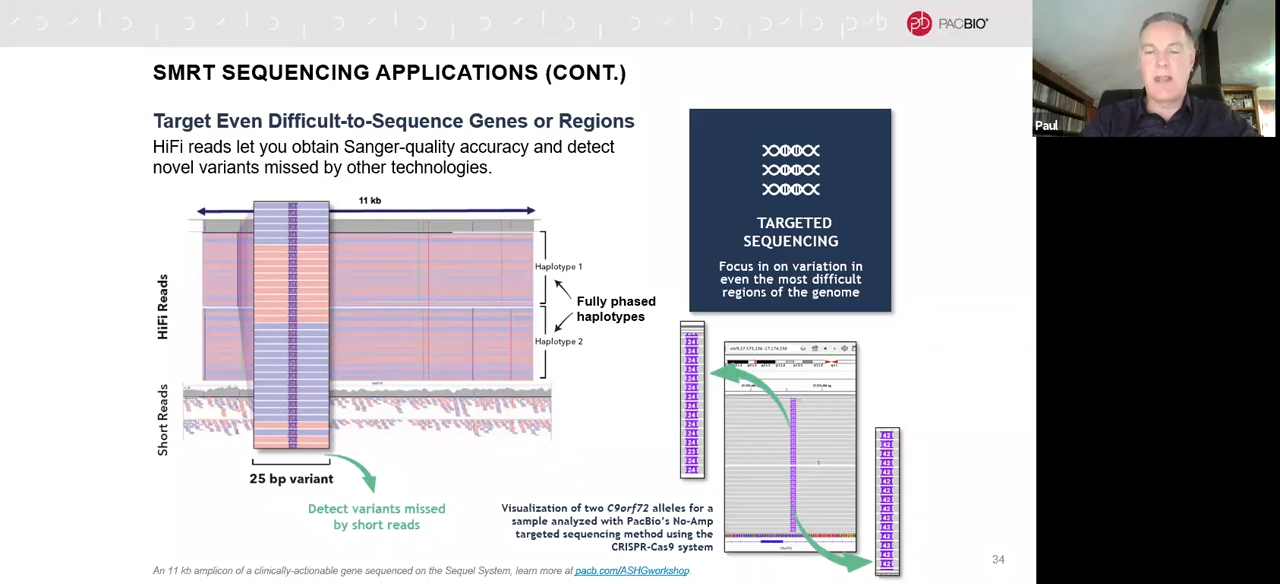 PACBIO
Paul
SMRT SEQUENCING APPLICATIONS (CONT.)
Target Even Difficult-to-Sequence Genes or Regions
HiFi reads let you obtain Sanger-quality accuracy and detect
novel variants missed by other technologies.
11 kb
HiFi Reads
Short Reads
Haplotype 1
Haplotype 2
Fully phased
haplotypes
25 bp variant
Detect variants missed
by short reads
TARGETED
SEQUENCING
Focus in on variation in
even the most difficult
regions of the genome
Visualization of two C9orf72 alleles for a
sample analyzed with PacBio's No-Amp
targeted sequencing method using the
CRISPR-Cas9 system
An 11 kb amplicon of a clinically-actionable gene sequenced on the Sequel System, learn more at pacb.com/ASHGworkshop.
34